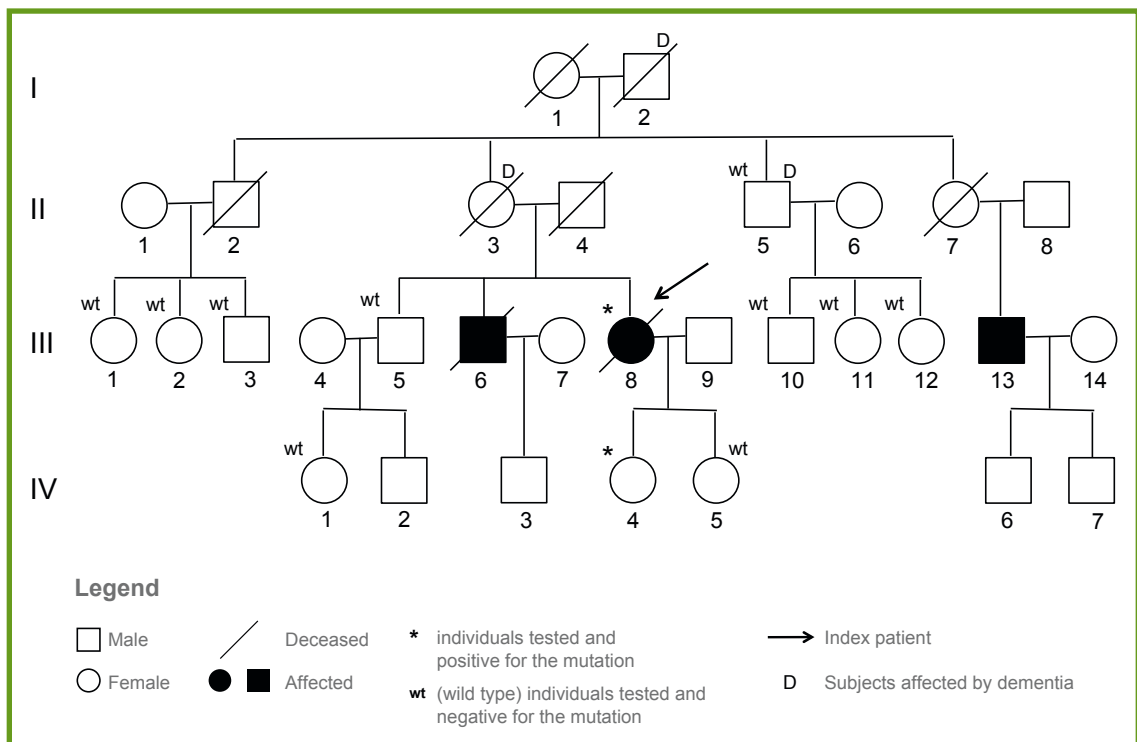 D
I
1 2
D wt D
II
1 2 3 4 5 6 7 8
wt wt wt wt * wt wt wt
III
1 2 3 4 5 6 7 8 9 10 11 12 13 14
wt * wt
IV
1 2 3 4 5 6 7
Legend
Male Deceased * individuals tested and positive for the mutation Index patient
Female Affected wt (wild type) individuals tested and negative for the mutation D Subjects affected by dementia